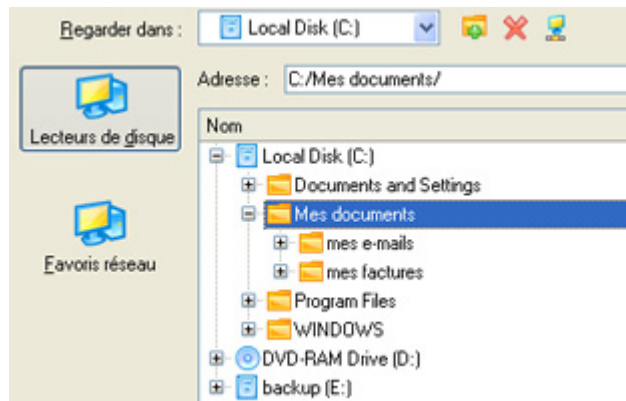 Regarder dans : Local Disk (C:)
Adresse : C:/Mes documents/
Lecteurs de disque
Favoris réseau
Nom
Local Disk (C:)
Documents and Settings
Mes documents
mes e-mails
mes factures
Program Files
WINDOWS
DVD-RAM Drive (D:)
backup (E:)